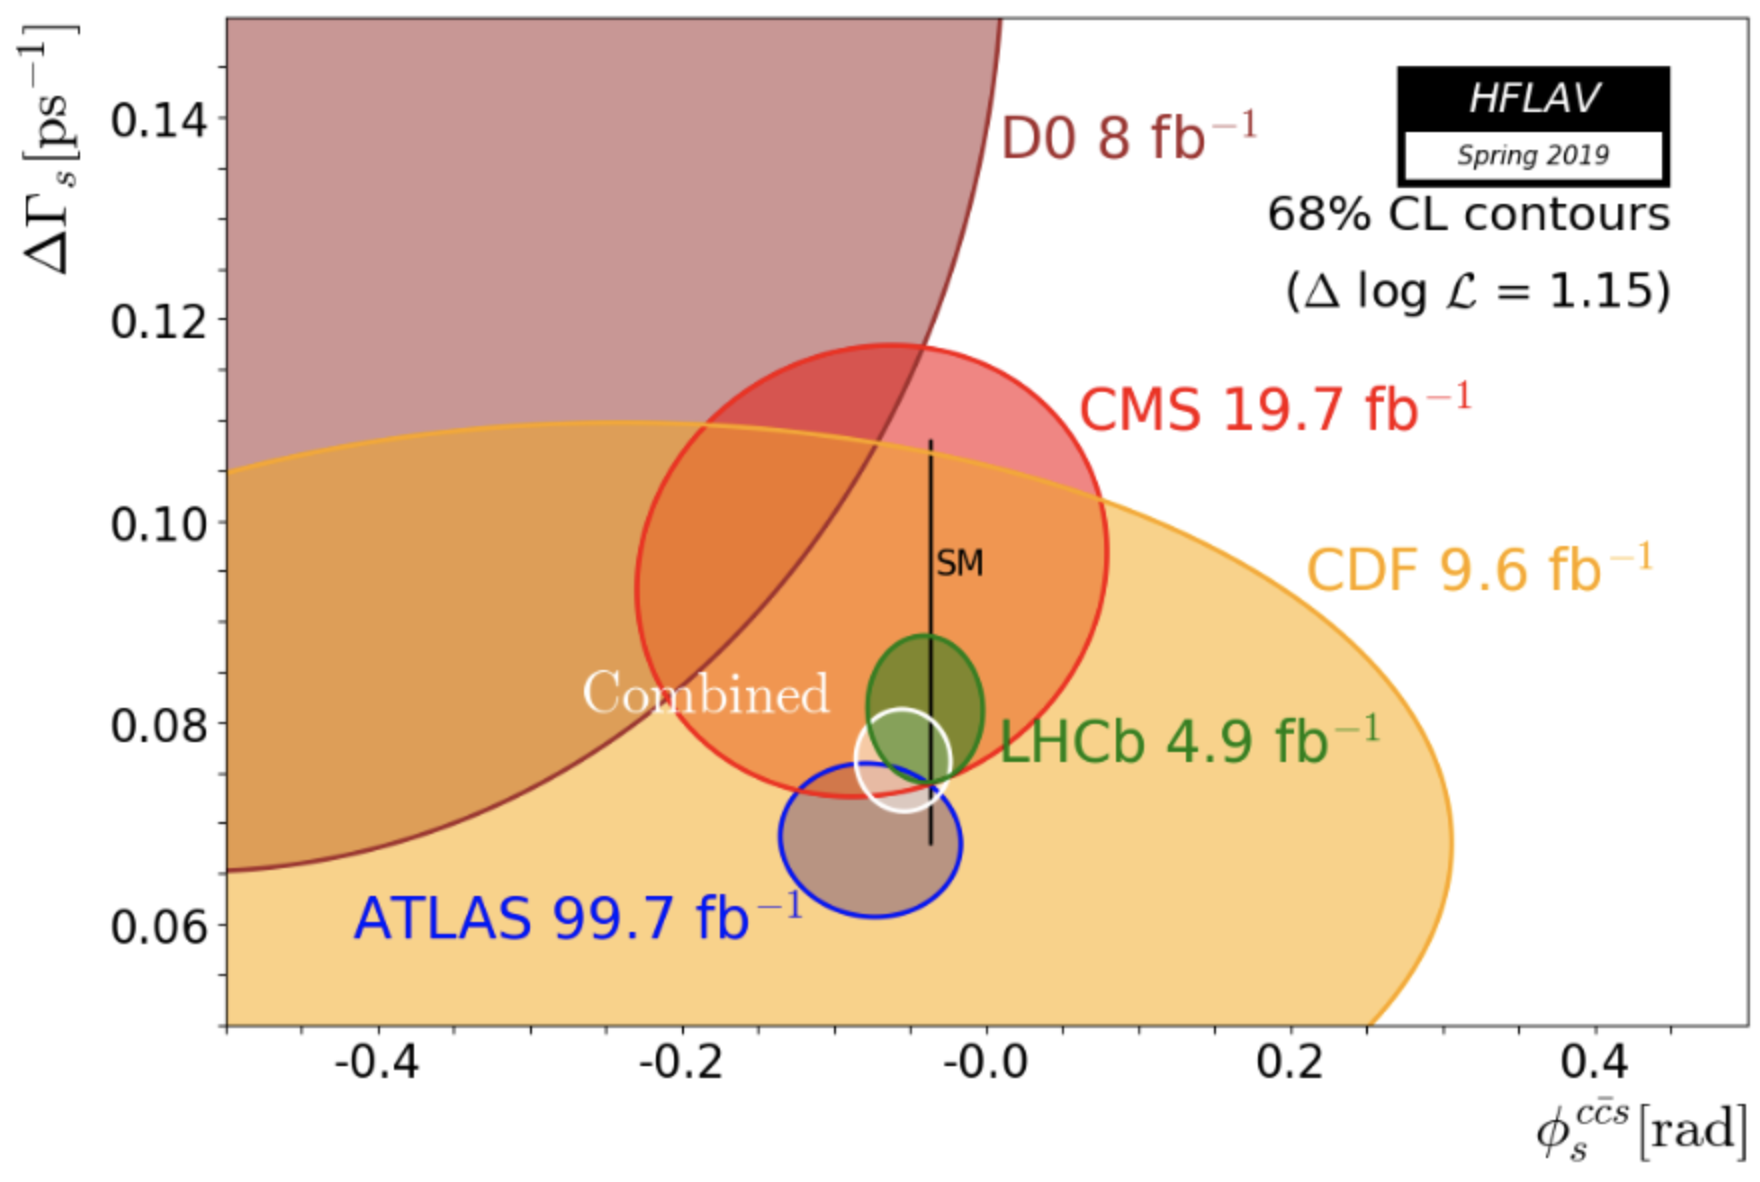 ΔΓ_s [ps⁻¹]
0.14
0.12
0.10
0.08
0.06
D0 8 fb⁻¹
HFLAV
Spring 2019
68% CL contours
(Δ log ℒ = 1.15)
CMS 19.7 fb⁻¹
CDF 9.6 fb⁻¹
SM
Combined
LHCb 4.9 fb⁻¹
ATLAS 99.7 fb⁻¹
-0.4 -0.2 -0.0 0.2 0.4
ϕ_s^{cc̄s} [rad]